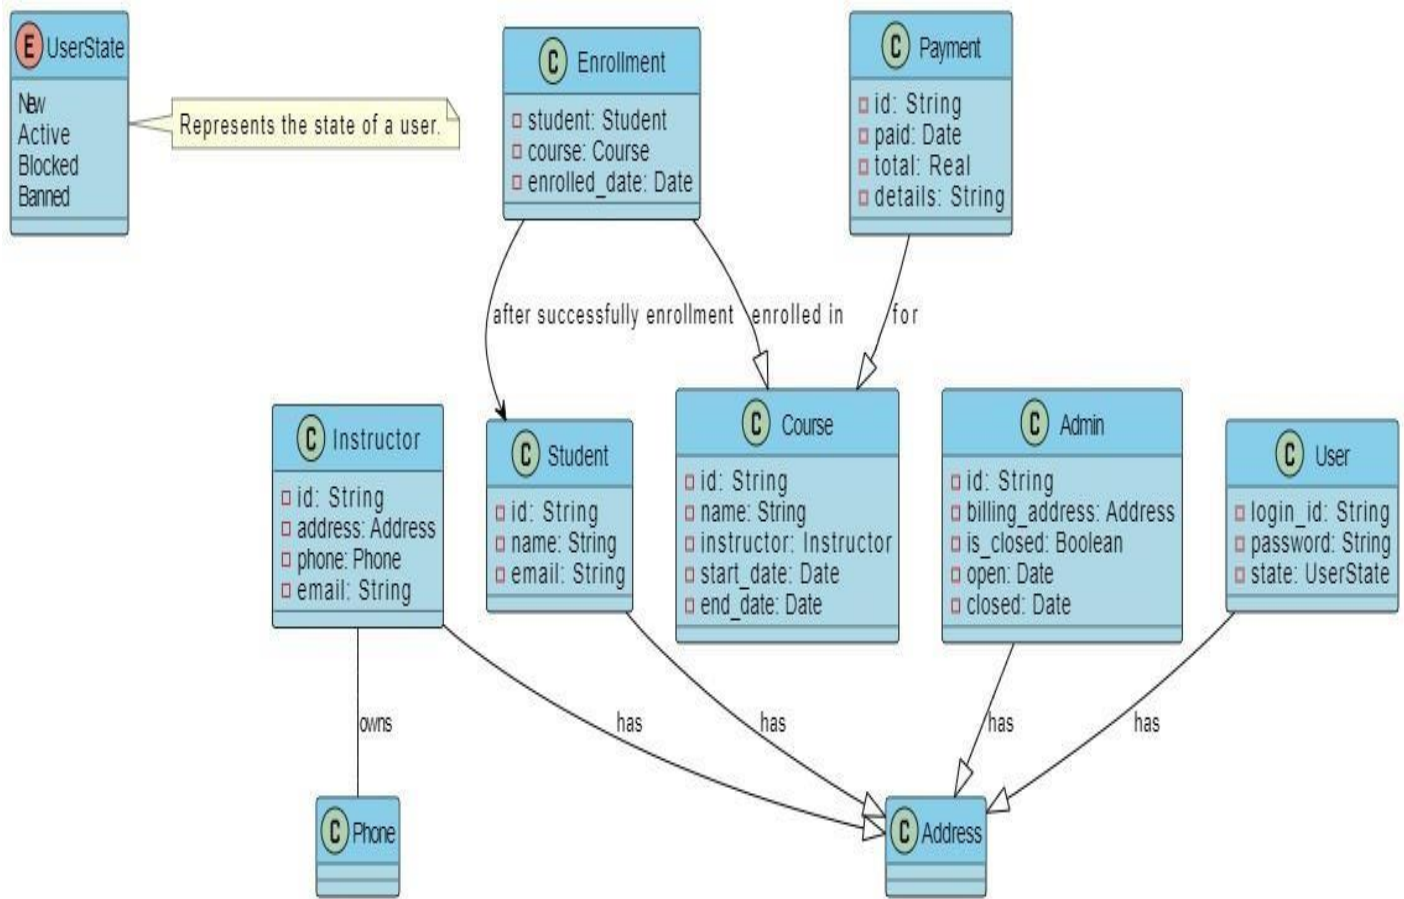 E UserState
New
Active
Blocked
Banned
Represents the state of a user.
C Enrollment
student: Student
course: Course
enrolled_date: Date
C Payment
id: String
paid: Date
total: Real
details: String
after successfully enrollment
enrolled in
for
C Instructor
id: String
address: Address
phone: Phone
email: String
C Student
id: String
name: String
email: String
C Course
id: String
name: String
instructor: Instructor
start_date: Date
end_date: Date
C Admin
id: String
billing_address: Address
is_closed: Boolean
open: Date
closed: Date
C User
login_id: String
password: String
state: UserState
owns
has
has
has
has
C Phone
C Address